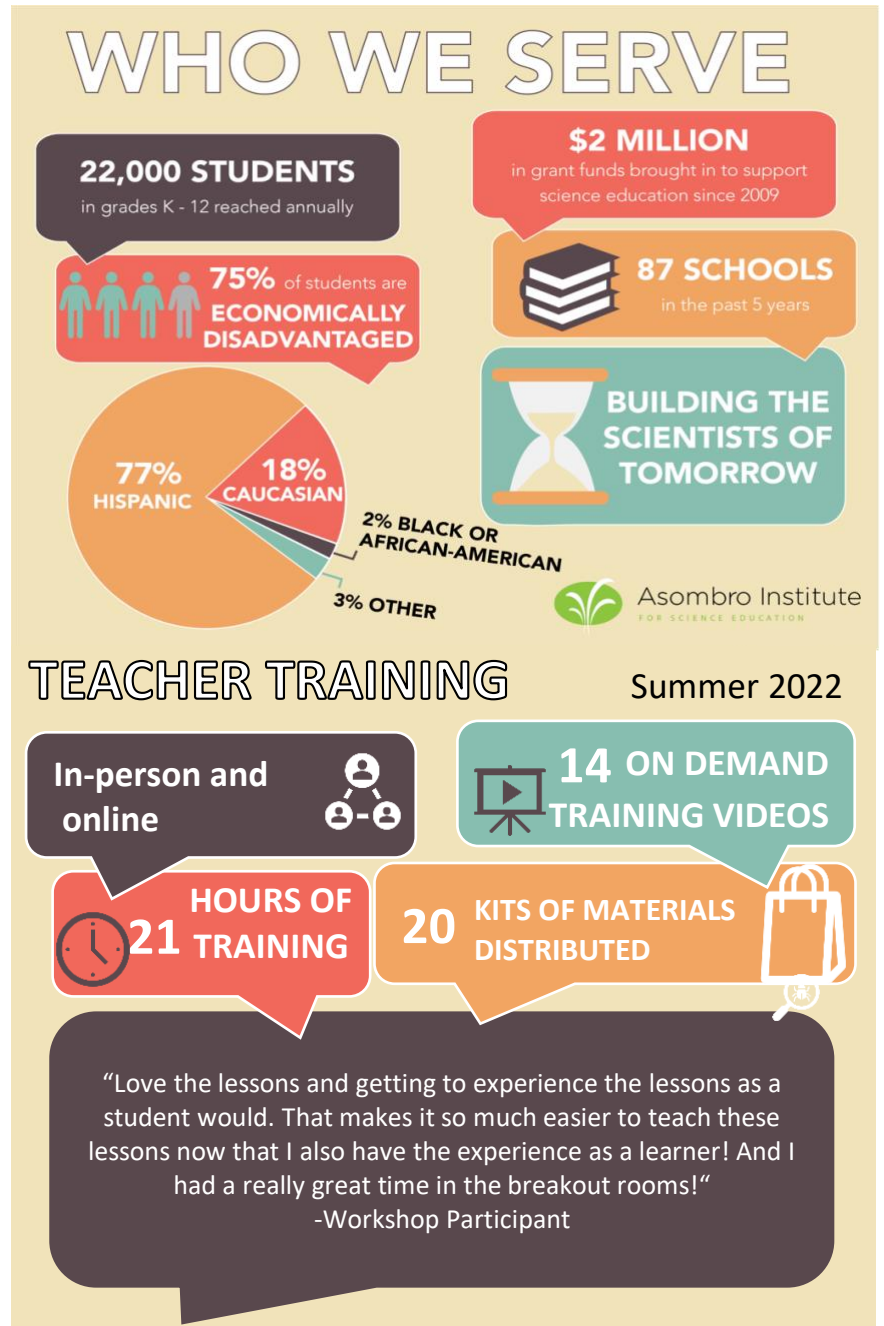 WHO WE SERVE
22,000 STUDENTS
in grades K - 12 reached annually
75% of students are
ECONOMICALLY
DISADVANTAGED
77%
HISPANIC
18%
CAUCASIAN
2% BLACK OR
AFRICAN-AMERICAN
3% OTHER
$2 MILLION
in grant funds brought in to support
science education since 2009
87 SCHOOLS
in the past 5 years
BUILDING THE
SCIENTISTS OF
TOMORROW
Asombro Institute
FOR SCIENCE EDUCATION
TEACHER TRAINING
Summer 2022
In-person and
online
14 ON DEMAND
TRAINING VIDEOS
21 HOURS OF
TRAINING
20 KITS OF MATERIALS
DISTRIBUTED
“Love the lessons and getting to experience the lessons as a
student would. That makes it so much easier to teach these
lessons now that I also have the experience as a learner! And I
had a really great time in the breakout rooms!“
-Workshop Participant